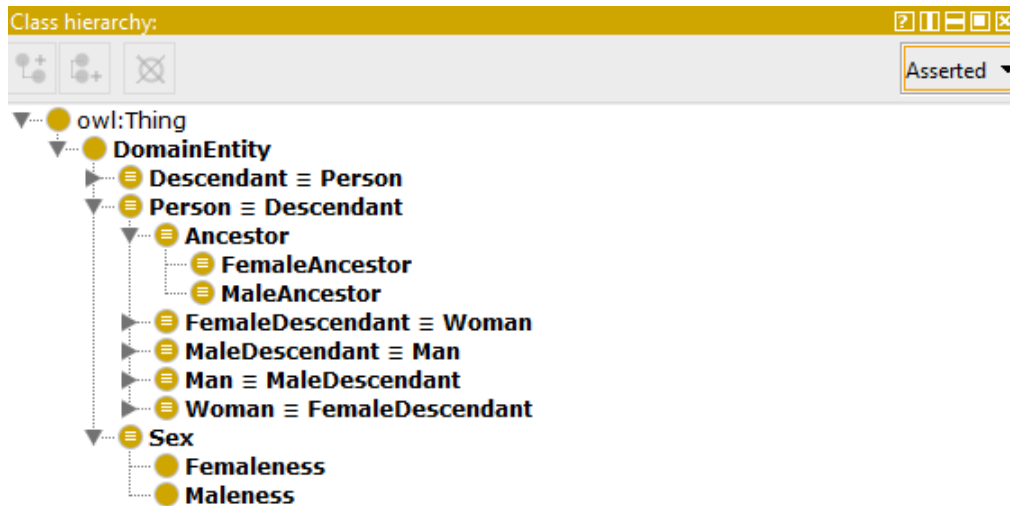 Class hierarchy:
Asserted
owl:Thing
DomainEntity
Descendant ≡ Person
Person ≡ Descendant
Ancestor
FemaleAncestor
MaleAncestor
FemaleDescendant ≡ Woman
MaleDescendant ≡ Man
Man ≡ MaleDescendant
Woman ≡ FemaleDescendant
Sex
Femaleness
Maleness